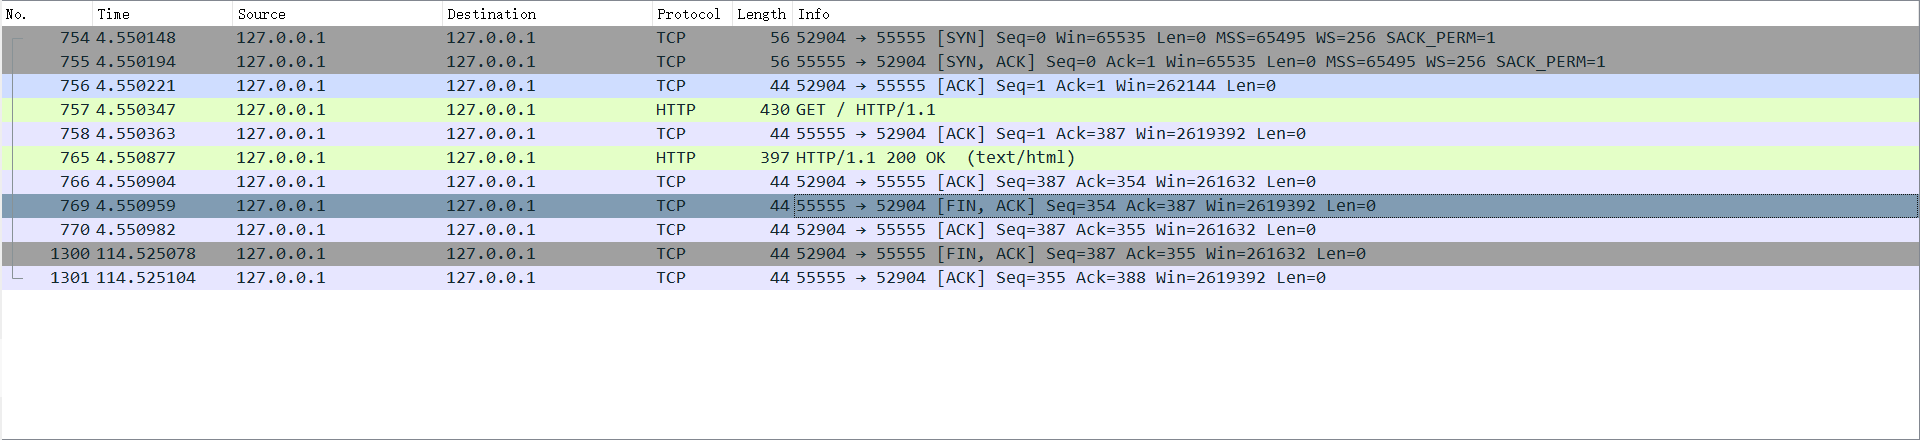 No. Time Source Destination Protocol Length Info
754 4.550148 127.0.0.1 127.0.0.1 TCP 56 52904 → 55555 [SYN] Seq=0 Win=65535 Len=0 MSS=65495 WS=256 SACK_PERM=1
755 4.550194 127.0.0.1 127.0.0.1 TCP 56 55555 → 52904 [SYN, ACK] Seq=0 Ack=1 Win=65535 Len=0 MSS=65495 WS=256 SACK_PERM=1
756 4.550221 127.0.0.1 127.0.0.1 TCP 44 52904 → 55555 [ACK] Seq=1 Ack=1 Win=262144 Len=0
757 4.550347 127.0.0.1 127.0.0.1 HTTP 430 GET / HTTP/1.1
758 4.550363 127.0.0.1 127.0.0.1 TCP 44 55555 → 52904 [ACK] Seq=1 Ack=387 Win=2619392 Len=0
765 4.550877 127.0.0.1 127.0.0.1 HTTP 397 HTTP/1.1 200 OK (text/html)
766 4.550904 127.0.0.1 127.0.0.1 TCP 44 52904 → 55555 [ACK] Seq=387 Ack=354 Win=261632 Len=0
769 4.550959 127.0.0.1 127.0.0.1 TCP 44 55555 → 52904 [FIN, ACK] Seq=354 Ack=387 Win=2619392 Len=0
770 4.550982 127.0.0.1 127.0.0.1 TCP 44 52904 → 55555 [ACK] Seq=387 Ack=355 Win=261632 Len=0
1300 114.525078 127.0.0.1 127.0.0.1 TCP 44 52904 → 55555 [FIN, ACK] Seq=387 Ack=355 Win=261632 Len=0
1301 114.525104 127.0.0.1 127.0.0.1 TCP 44 55555 → 52904 [ACK] Seq=355 Ack=388 Win=2619392 Len=0